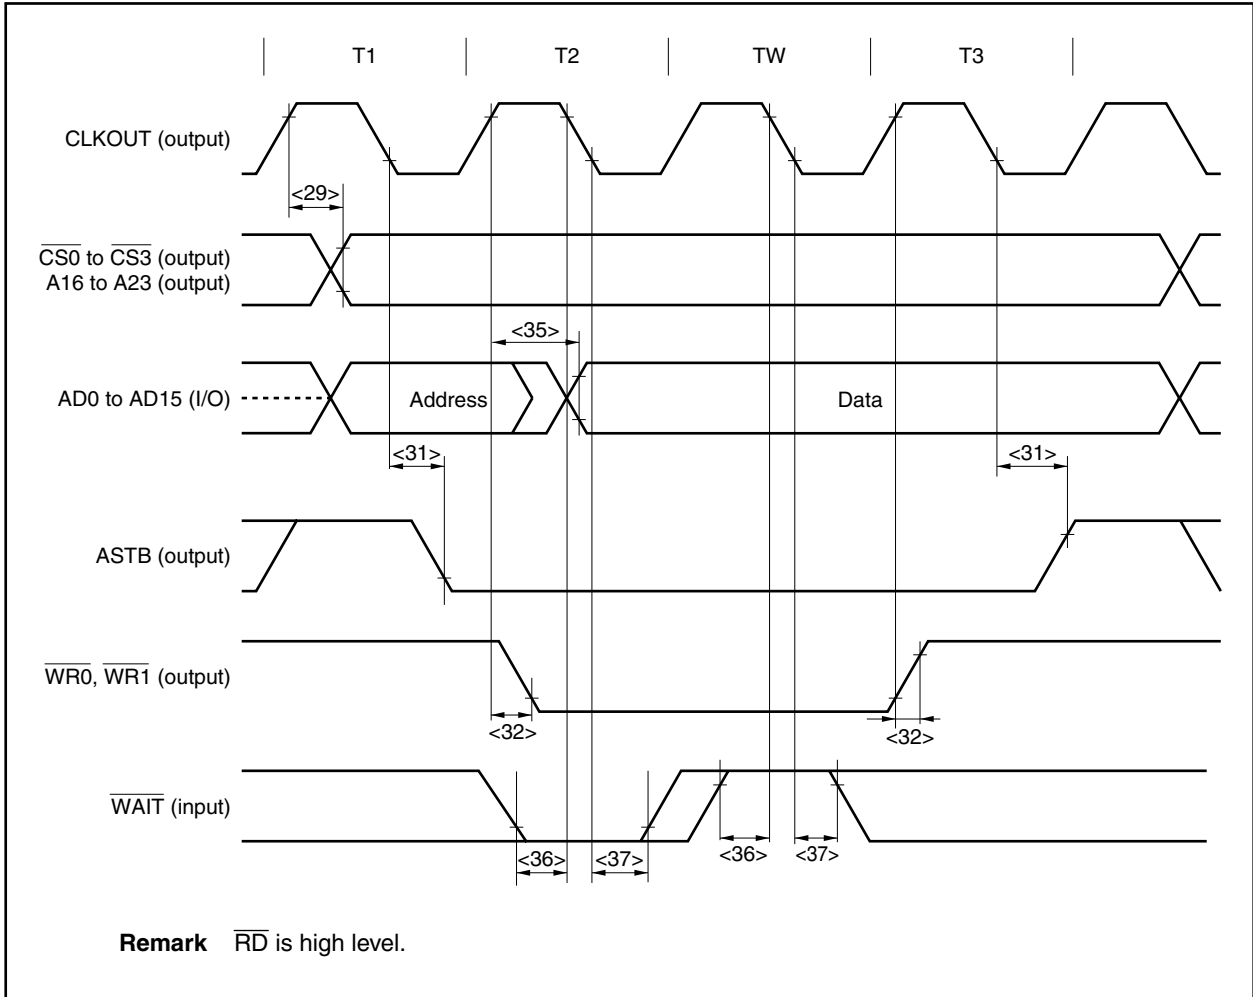 T1 T2 TW T3
CLKOUT (output)
<29>
CS0 to CS3 (output)
A16 to A23 (output)
<35>
AD0 to AD15 (I/O) Address Data
<31> <31>
ASTB (output)
WR0, WR1 (output)
<32> <32>
WAIT (input)
<36> <37> <36> <37>
Remark RD is high level.